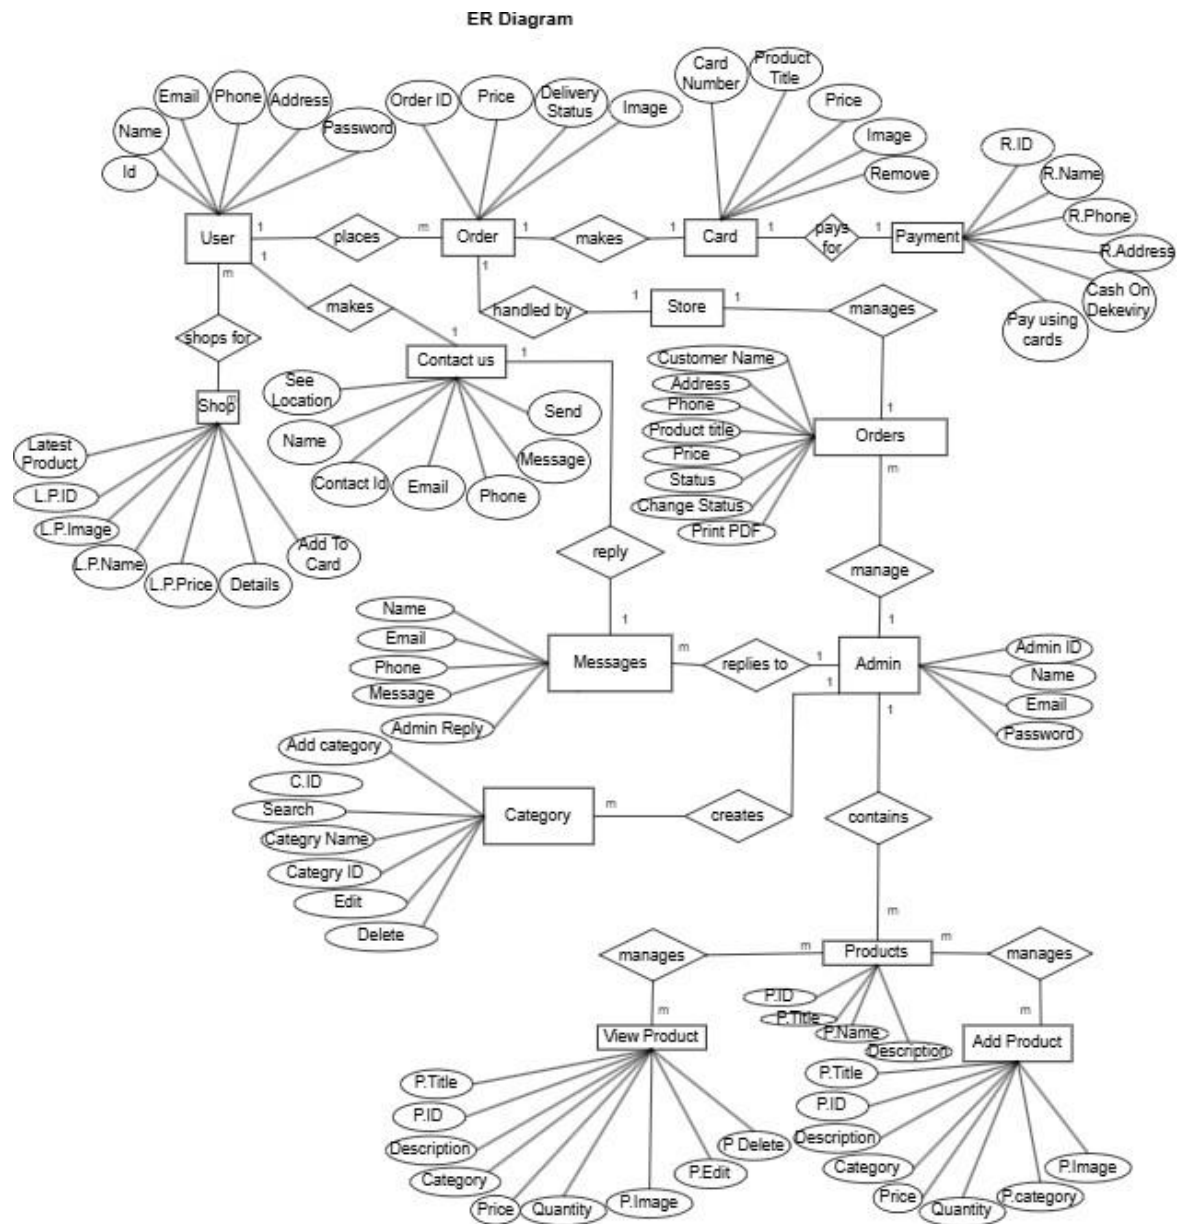 ER Diagram
Email
Phone
Address
Name
Password
Id
Order ID
Price
Delivery
Status
Image
Card
Number
Product
Title
Price
Image
Remove
R.ID
R.Name
R.Phone
R.Address
Cash On
Dekeviry
Pay using
cards
User
1
places
m
Order
1
makes
1
Card
1
pays
for
1
Payment
m
1
1
makes
1
handled by
1
Store
1
manages
1
shops for
m
Shop
Contact us
1
See
Location
Name
Contact Id
Email
Phone
Message
Send
Latest
Product
L.P.ID
L.P.Image
L.P.Name
L.P.Price
Details
Add To
Card
Customer Name
Address
Phone
Product title
Price
Status
Change Status
Print PDF
Orders
m
reply
1
manage
1
Name
Email
Phone
Message
Admin Reply
Messages
m
replies to
1
Admin
1
1
Admin ID
Name
Email
Password
Add category
C.ID
Search
Categry Name
Categry ID
Edit
Delete
Category
m
creates
contains
m
manages
m
Products
m
manages
m
m
P.ID
P.Title
P.Name
Description
View Product
P.Title
P.ID
Description
Category
Price
Quantity
P.Image
P.Edit
P Delete
Add Product
P.Title
P.ID
Description
Category
Price
Quantity
P.category
P.Image